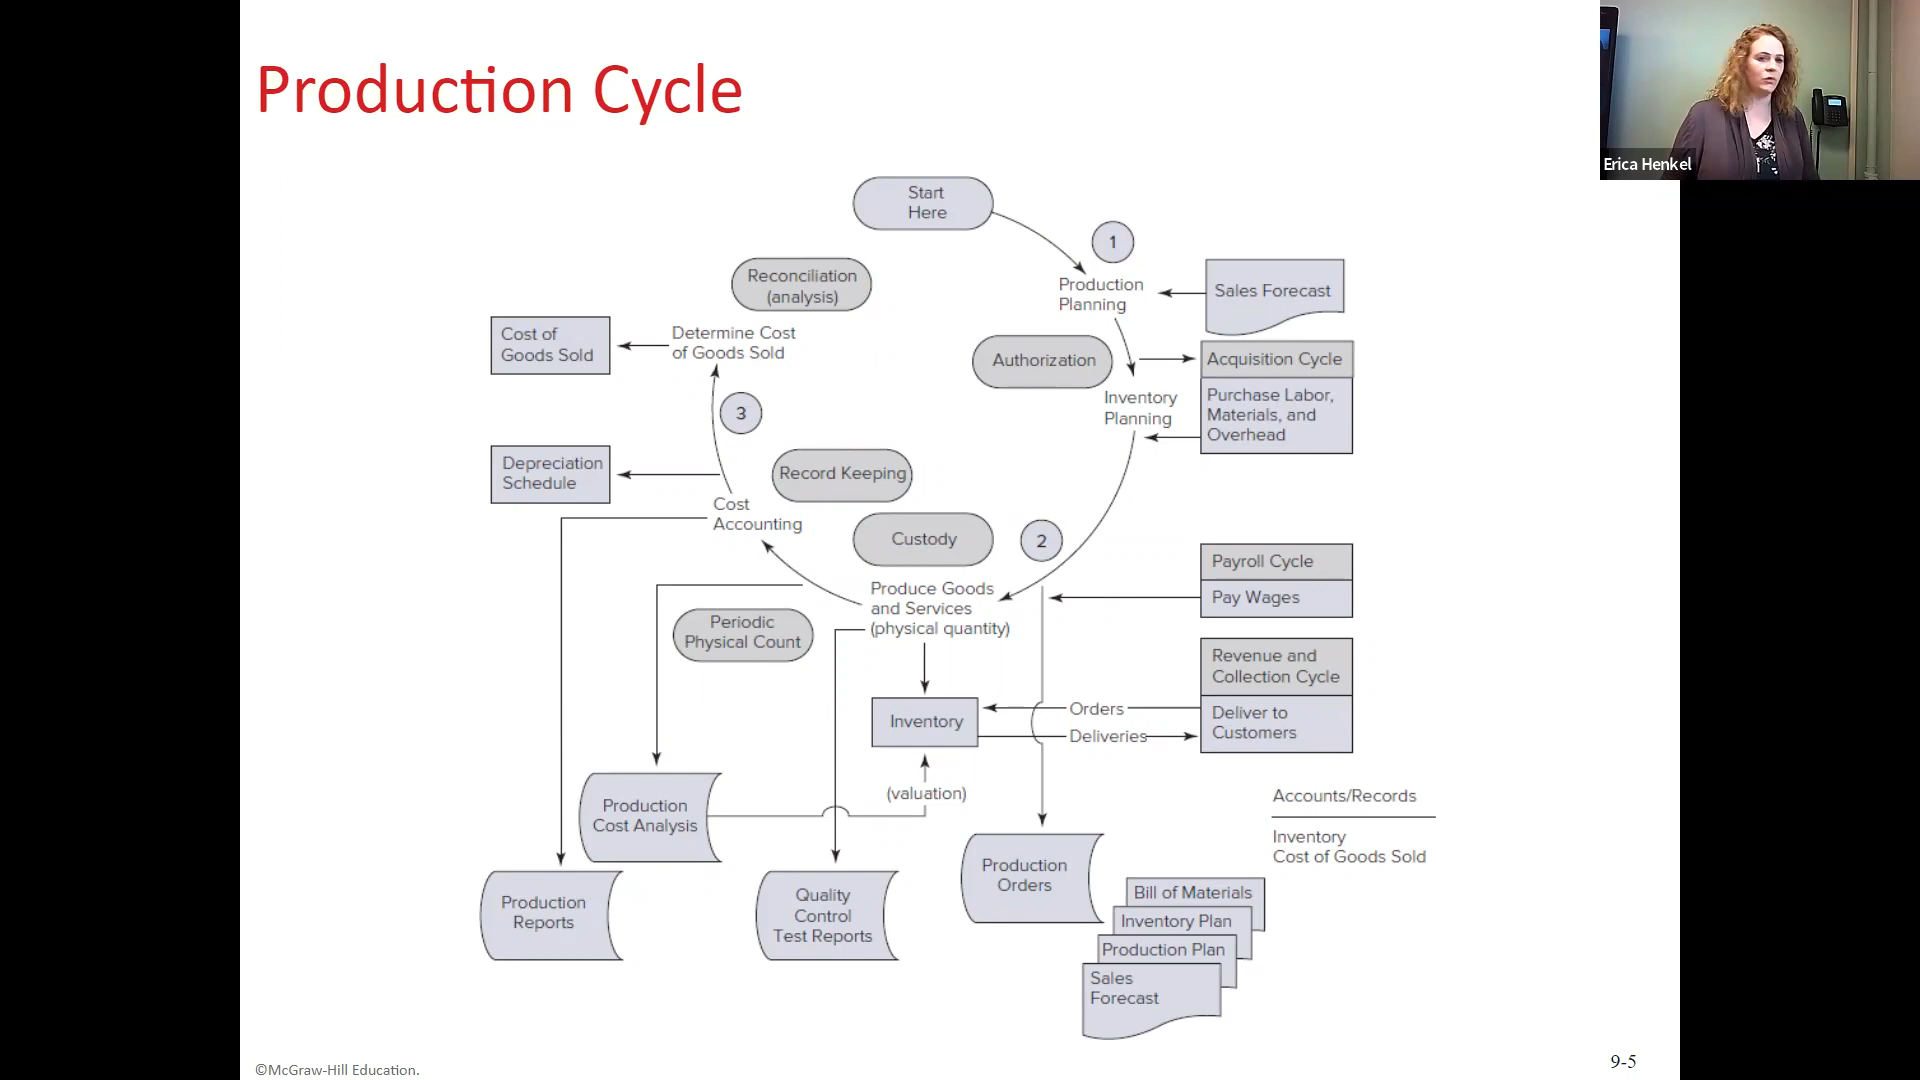 Production Cycle
Erica Henkel
Start
Here
1
Production
Planning
Sales Forecast
Reconciliation
(analysis)
Cost of
Goods Sold
Determine Cost
of Goods Sold
Authorization
Acquisition Cycle
Purchase Labor,
Materials, and
Overhead
Inventory
Planning
3
Depreciation
Schedule
Record Keeping
Cost
Accounting
Custody
2
Produce Goods
and Services
(physical quantity)
Payroll Cycle
Pay Wages
Periodic
Physical Count
Revenue and
Collection Cycle
Deliver to
Customers
Inventory
Orders
Deliveries
(valuation)
Production
Cost Analysis
Accounts/Records
Inventory
Cost of Goods Sold
Production
Reports
Quality
Control
Test Reports
Production
Orders
Bill of Materials
Inventory Plan
Production Plan
Sales
Forecast
©McGraw-Hill Education.
9-5